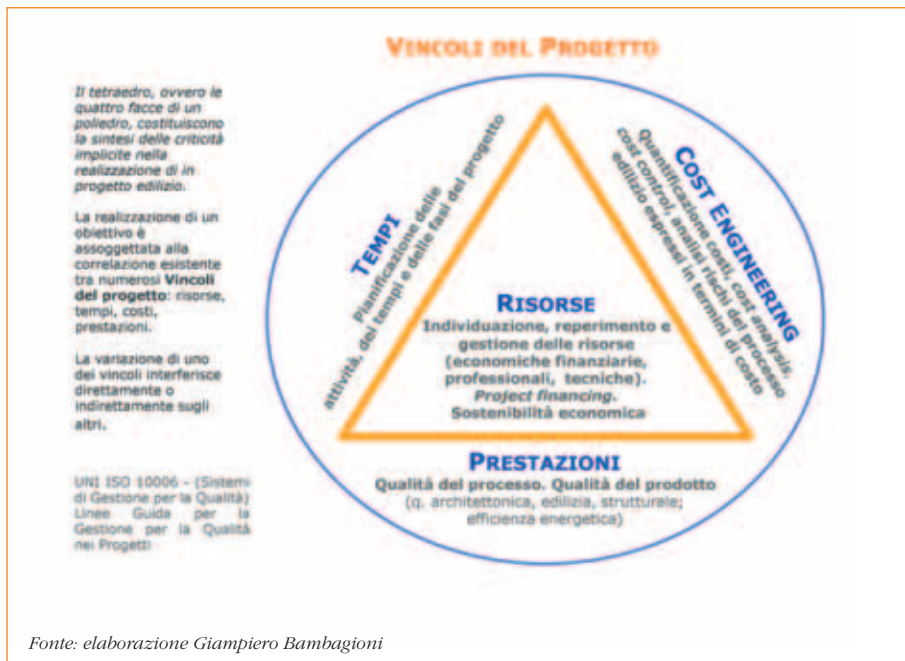 VINCOLI DEL PROGETTO
Il tetraedro, ovvero le
quattro facce di un
poliedro, costituiscono
la sintesi delle criticità
implicite nella
realizzazione di in
progetto edilizio.
La realizzazione di un
obiettivo è
assoggettata alla
correlazione esistente
tra numerosi Vincoli
del progetto: risorse,
tempi, costi,
prestazioni.
La variazione di uno
dei vincoli interferisce
direttamente o
indirettamente sugli
altri.
UNI ISO 10006 - (Sistemi
di Gestione per la Qualità)
Linee Guida per la
Gestione per la Qualità
nei Progetti
TEMPI
Pianificazione delle
attività, dei tempi e delle fasi del progetto
COST ENGINEERING
Quantificazione costi, cost analysis,
cost control, analisi rischi del processo
edilizio espressi in termini di costo
RISORSE
Individuazione, reperimento e
gestione delle risorse
(economiche finanziarie,
professionali, tecniche).
Project financing.
Sostenibilità economica
PRESTAZIONI
Qualità del processo. Qualità del prodotto
(q. architettonica, edilizia, strutturale;
efficienza energetica)
Fonte: elaborazione Giampiero Bambagioni